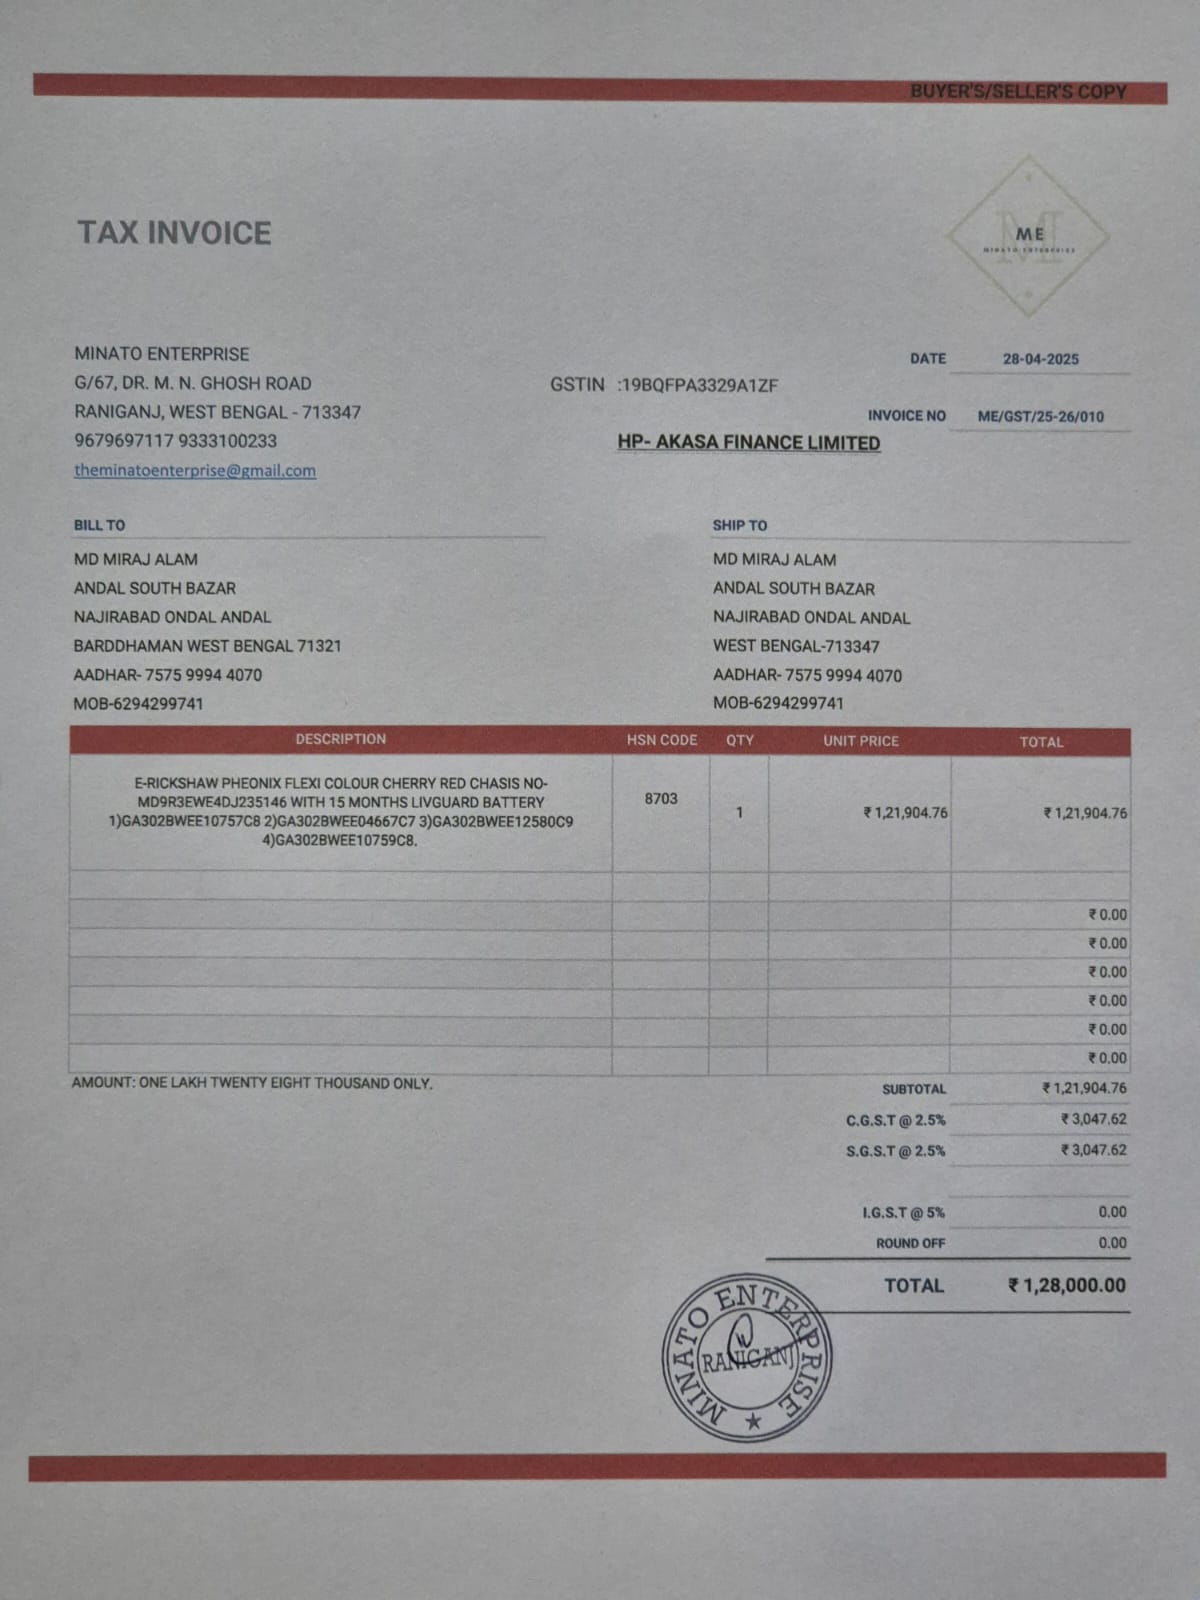 BUYER'S/SELLER'S COPY
TAX INVOICE
ME
MINATO ENTERPRISE
MINATO ENTERPRISE
G/67, DR. M. N. GHOSH ROAD
RANIGANJ, WEST BENGAL - 713347
9679697117 9333100233
theminatoenterprise@gmail.com
GSTIN :19BQFPA3329A1ZF
HP- AKASA FINANCE LIMITED
DATE 28-04-2025
INVOICE NO ME/GST/25-26/010
BILL TO
MD MIRAJ ALAM
ANDAL SOUTH BAZAR
NAJIRABAD ONDAL ANDAL
BARDDHAMAN WEST BENGAL 71321
AADHAR- 7575 9994 4070
MOB-6294299741
SHIP TO
MD MIRAJ ALAM
ANDAL SOUTH BAZAR
NAJIRABAD ONDAL ANDAL
WEST BENGAL-713347
AADHAR- 7575 9994 4070
MOB-6294299741
DESCRIPTION HSN CODE QTY UNIT PRICE TOTAL
E-RICKSHAW PHEONIX FLEXI COLOUR CHERRY RED CHASIS NO-
MD9R3EWE4DJ235146 WITH 15 MONTHS LIVGUARD BATTERY
1)GA302BWEE10757C8 2)GA302BWEE04667C7 3)GA302BWEE12580C9
4)GA302BWEE10759C8.
8703 1 ₹ 1,21,904.76 ₹ 1,21,904.76
₹ 0.00
₹ 0.00
₹ 0.00
₹ 0.00
₹ 0.00
₹ 0.00
AMOUNT: ONE LAKH TWENTY EIGHT THOUSAND ONLY.
SUBTOTAL ₹ 1,21,904.76
C.G.S.T @ 2.5% ₹ 3,047.62
S.G.S.T @ 2.5% ₹ 3,047.62
I.G.S.T @ 5% 0.00
ROUND OFF 0.00
TOTAL ₹ 1,28,000.00
MINATO ENTERPRISE
RANIGANJ